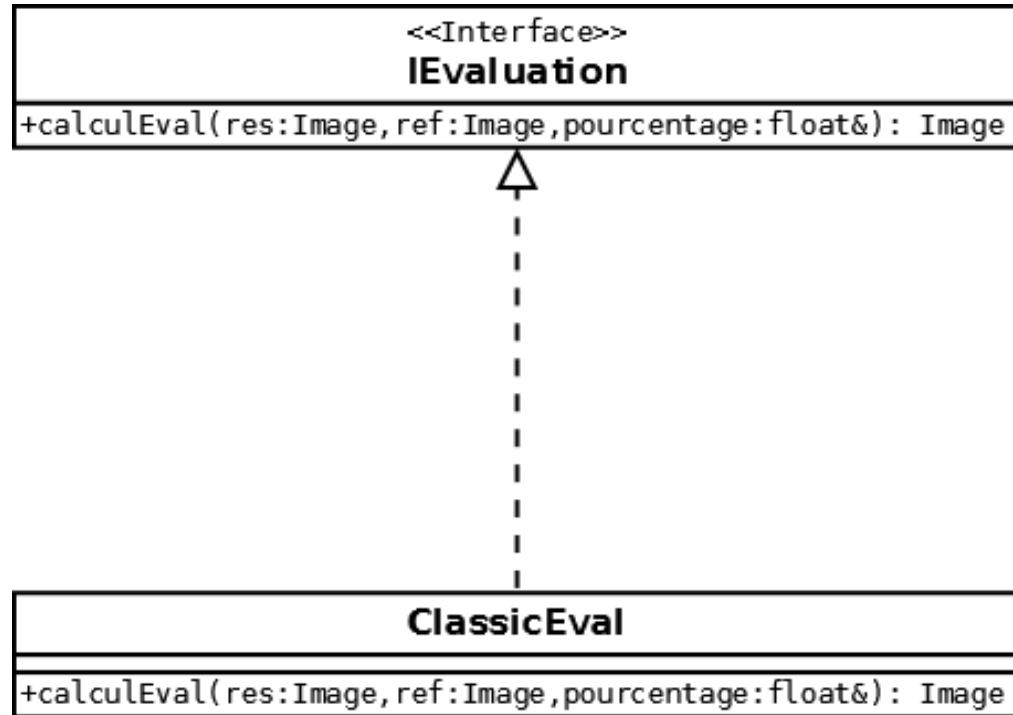 <<Interface>>
IEvaluation
+calculEval(res:Image,ref:Image,pourcentage:float&): Image
ClassicEval
+calculEval(res:Image,ref:Image,pourcentage:float&): Image